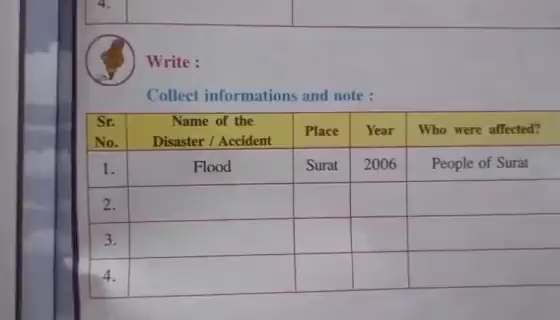 4.
Write :
Collect informations and note :
Sr. No. Name of the Disaster / Accident Place Year Who were affected?
1. Flood Surat 2006 People of Surat
2.
3.
4.